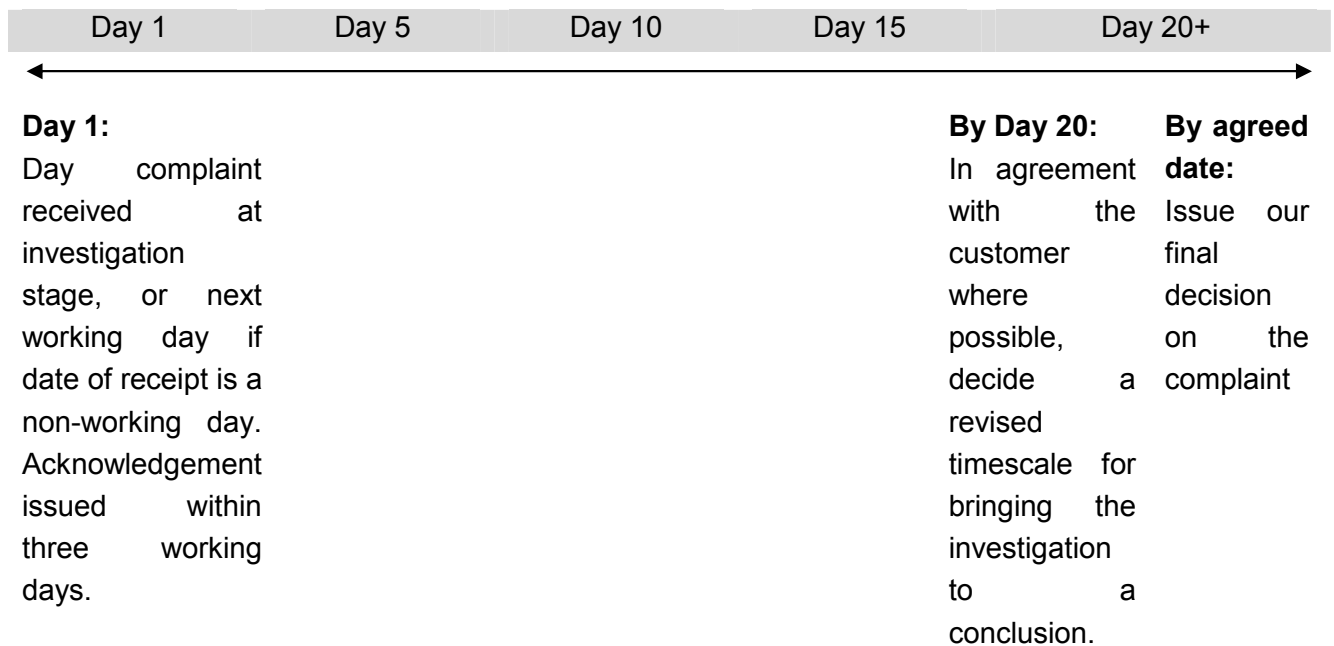 Day 1 Day 5 Day 10 Day 15 Day 20+
Day 1:
Day complaint
received at
investigation
stage, or next
working day if
date of receipt is a
non-working day.
Acknowledgement
issued within
three working
days.
By Day 20:
In agreement
with the
customer
where
possible,
decide a
revised
timescale for
bringing the
investigation
to a
conclusion.
By agreed
date:
Issue our
final
decision
on the
complaint